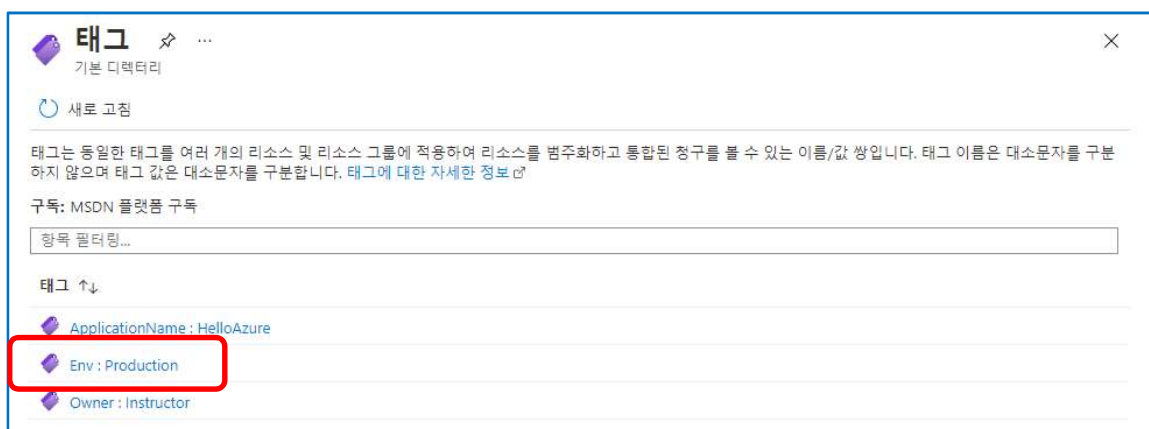 태그 ...
기본 디렉터리
새로 고침
태그는 동일한 태그를 여러 개의 리소스 및 리소스 그룹에 적용하여 리소스를 범주화하고 통합된 청구를 볼 수 있는 이름/값 쌍입니다. 태그 이름은 대소문자를 구분
하지 않으며 태그 값은 대소문자를 구분합니다. 태그에 대한 자세한 정보
구독: MSDN 플랫폼 구독
항목 필터링...
태그 ↑↓
ApplicationName : HelloAzure
Env : Production
Owner : Instructor